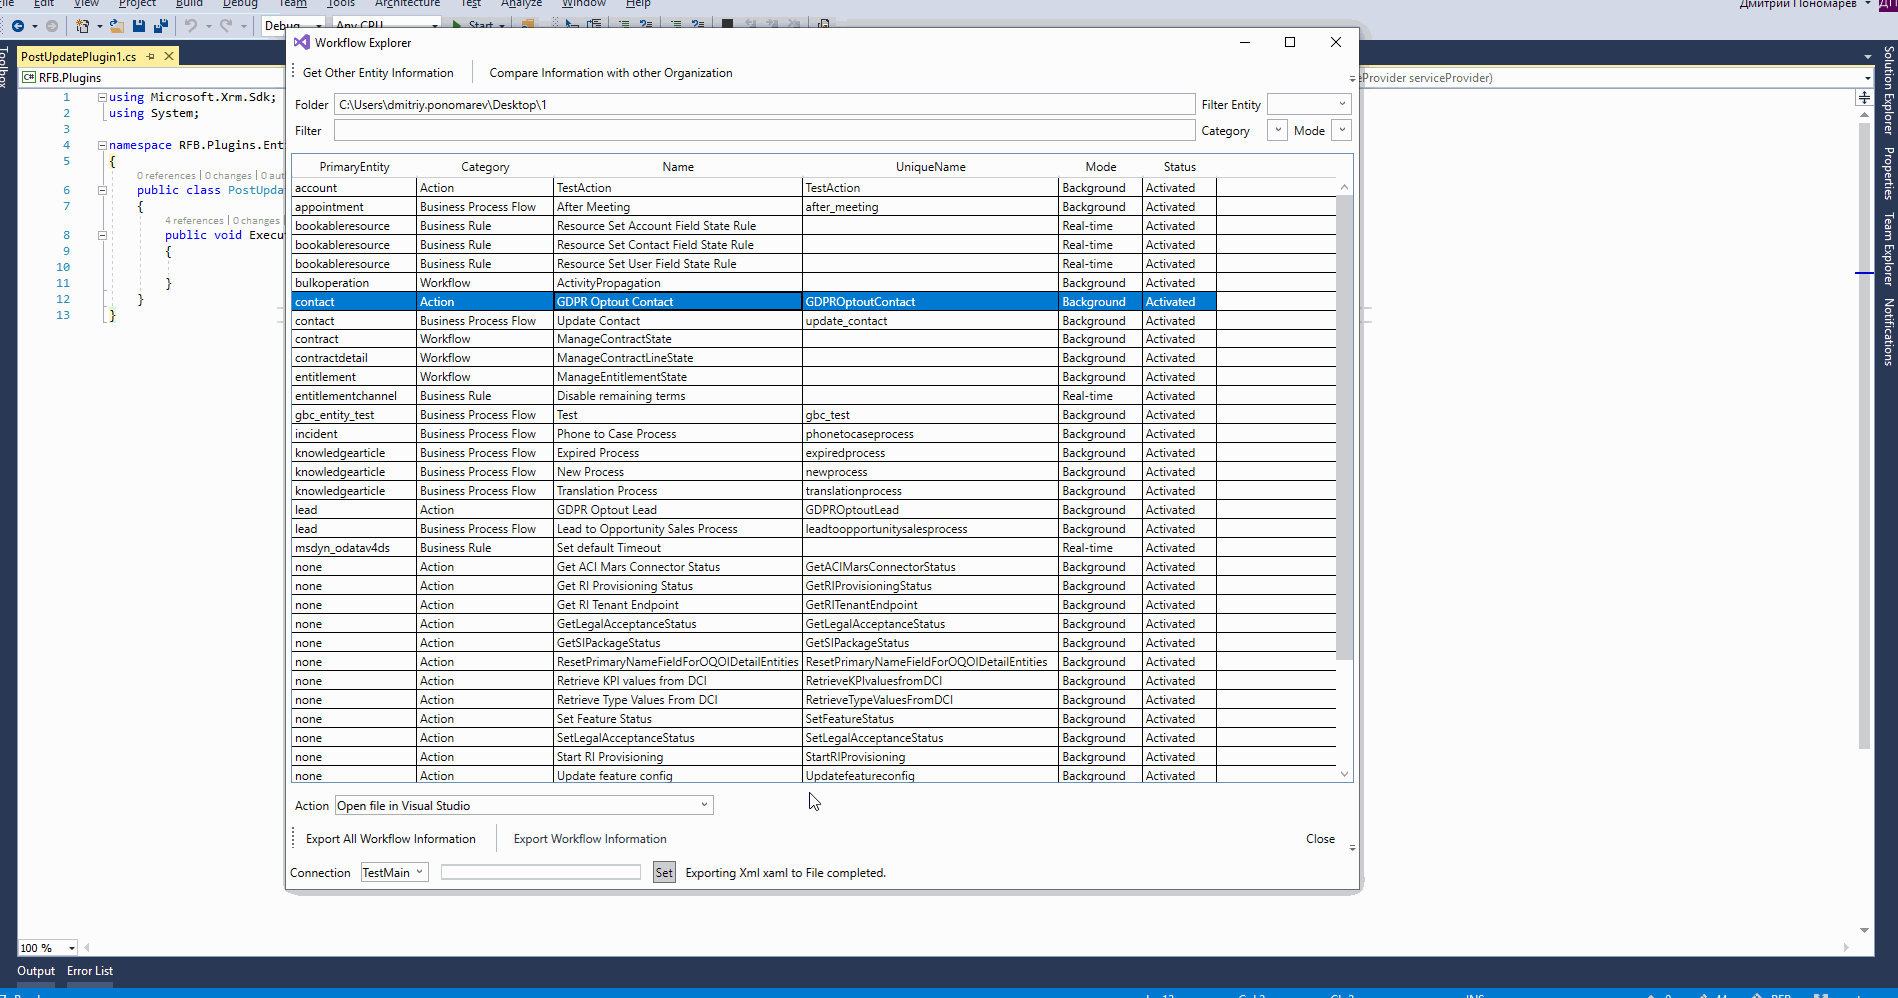 File Edit View Project Build Debug Team Tools Architecture Test Analyze Window Help
Дмитрий Пономарев ДП
Debug Any CPU Start
Workflow Explorer
PostUpdatePlugin1.cs
Toolbox
RFB.Plugins
eProvider serviceProvider)
Get Other Entity Information Compare Information with other Organization
Folder C:\Users\dmitriy.ponomarev\Desktop\1 Filter Entity
Filter Category Mode
1 using Microsoft.Xrm.Sdk;
2 using System;
3
4 namespace RFB.Plugins.Ent
5 {
0 references | 0 changes | 0 aut
6 public class PostUpda
7 {
4 references | 0 changes |
8 public void Execu
9 {
10
11 }
12 }
13 }
PrimaryEntity Category Name UniqueName Mode Status
account Action TestAction TestAction Background Activated
appointment Business Process Flow After Meeting after_meeting Background Activated
bookableresource Business Rule Resource Set Account Field State Rule Real-time Activated
bookableresource Business Rule Resource Set Contact Field State Rule Real-time Activated
bookableresource Business Rule Resource Set User Field State Rule Real-time Activated
bulkoperation Workflow ActivityPropagation Background Activated
contact Action GDPR Optout Contact GDPROptoutContact Background Activated
contact Business Process Flow Update Contact update_contact Background Activated
contract Workflow ManageContractState Background Activated
contractdetail Workflow ManageContractLineState Background Activated
entitlement Workflow ManageEntitlementState Background Activated
entitlementchannel Business Rule Disable remaining terms Real-time Activated
gbc_entity_test Business Process Flow Test gbc_test Background Activated
incident Business Process Flow Phone to Case Process phonetocaseprocess Background Activated
knowledgearticle Business Process Flow Expired Process expiredprocess Background Activated
knowledgearticle Business Process Flow New Process newprocess Background Activated
knowledgearticle Business Process Flow Translation Process translationprocess Background Activated
lead Action GDPR Optout Lead GDPROptoutLead Background Activated
lead Business Process Flow Lead to Opportunity Sales Process leadtoopportunitysalesprocess Background Activated
msdyn_odatav4ds Business Rule Set default Timeout Real-time Activated
none Action Get ACI Mars Connector Status GetACIMarsConnectorStatus Background Activated
none Action Get RI Provisioning Status GetRIProvisioningStatus Background Activated
none Action Get RI Tenant Endpoint GetRITenantEndpoint Background Activated
none Action GetLegalAcceptanceStatus GetLegalAcceptanceStatus Background Activated
none Action GetSIPackageStatus GetSIPackageStatus Background Activated
none Action ResetPrimaryNameFieldForOQOIDetailEntities ResetPrimaryNameFieldForOQOIDetailEntities Background Activated
none Action Retrieve KPI values from DCI RetrieveKPIvaluesfromDCI Background Activated
none Action Retrieve Type Values From DCI RetrieveTypeValuesFromDCI Background Activated
none Action Set Feature Status SetFeatureStatus Background Activated
none Action SetLegalAcceptanceStatus SetLegalAcceptanceStatus Background Activated
none Action Start RI Provisioning StartRIProvisioning Background Activated
none Action Update feature config Updatefeatureconfig Background Activated
Action Open file in Visual Studio
Export All Workflow Information Export Workflow Information Close
Connection TestMain Set Exporting Xml xaml to File completed.
Solution Explorer
Properties
Team Explorer
Notifications
100 %
Output Error List